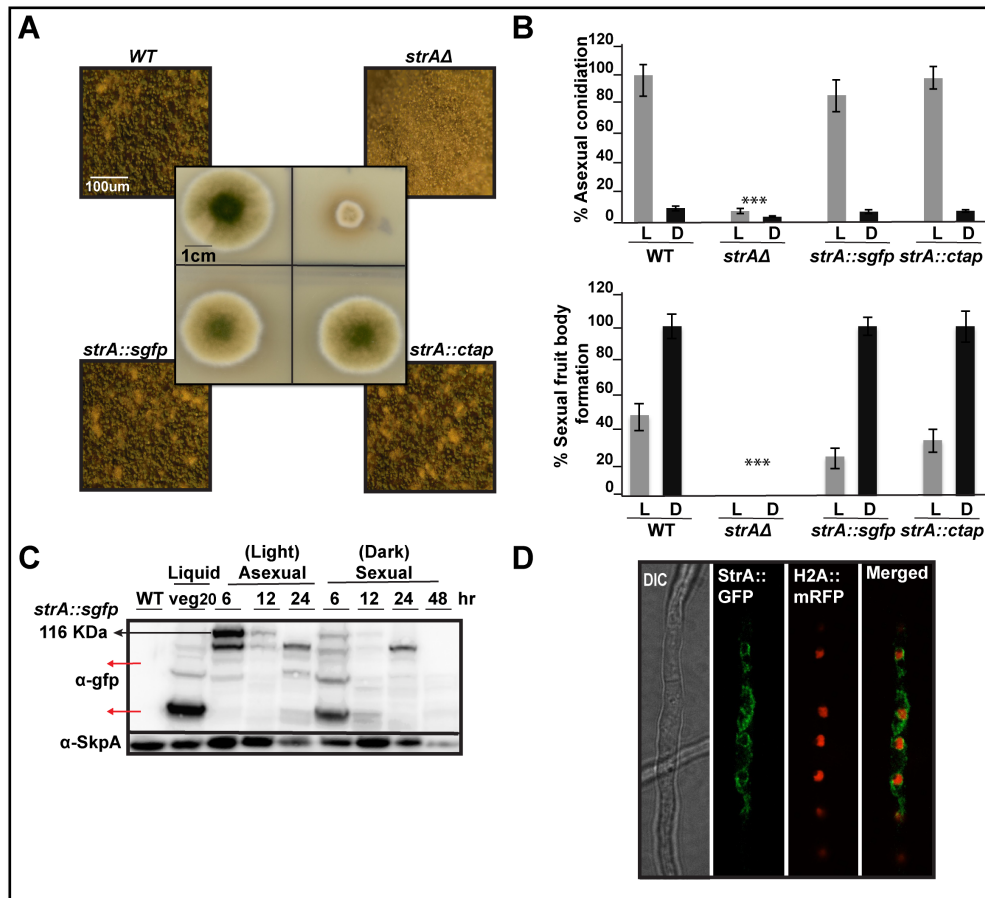 A
WT
strAΔ
100um
1cm
strA::sgfp
strA::ctap
B
% Asexual conidiation
120
100
80
60
40
20
0
***
L D L D L D L D
WT strAΔ strA::sgfp strA::ctap
% Sexual fruit body
formation
120
100
80
60
40
20
0
***
L D L D L D L D
WT strAΔ strA::sgfp strA::ctap
C
(Light) (Dark)
Liquid Asexual Sexual
strA::sgfp WT veg20 6 12 24 6 12 24 48 hr
116 KDa
α-gfp
α-SkpA
D
DIC StrA:: H2A:: Merged
GFP mRFP